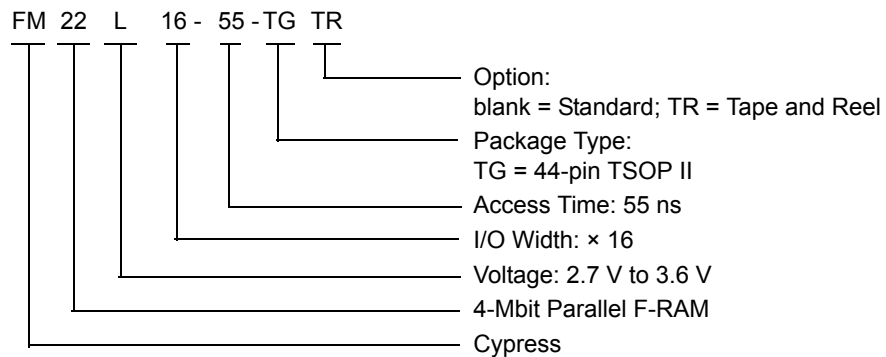 FM 22 L 16 - 55 - TG TR
Option:
blank = Standard; TR = Tape and Reel
Package Type:
TG = 44-pin TSOP II
Access Time: 55 ns
I/O Width: × 16
Voltage: 2.7 V to 3.6 V
4-Mbit Parallel F-RAM
Cypress